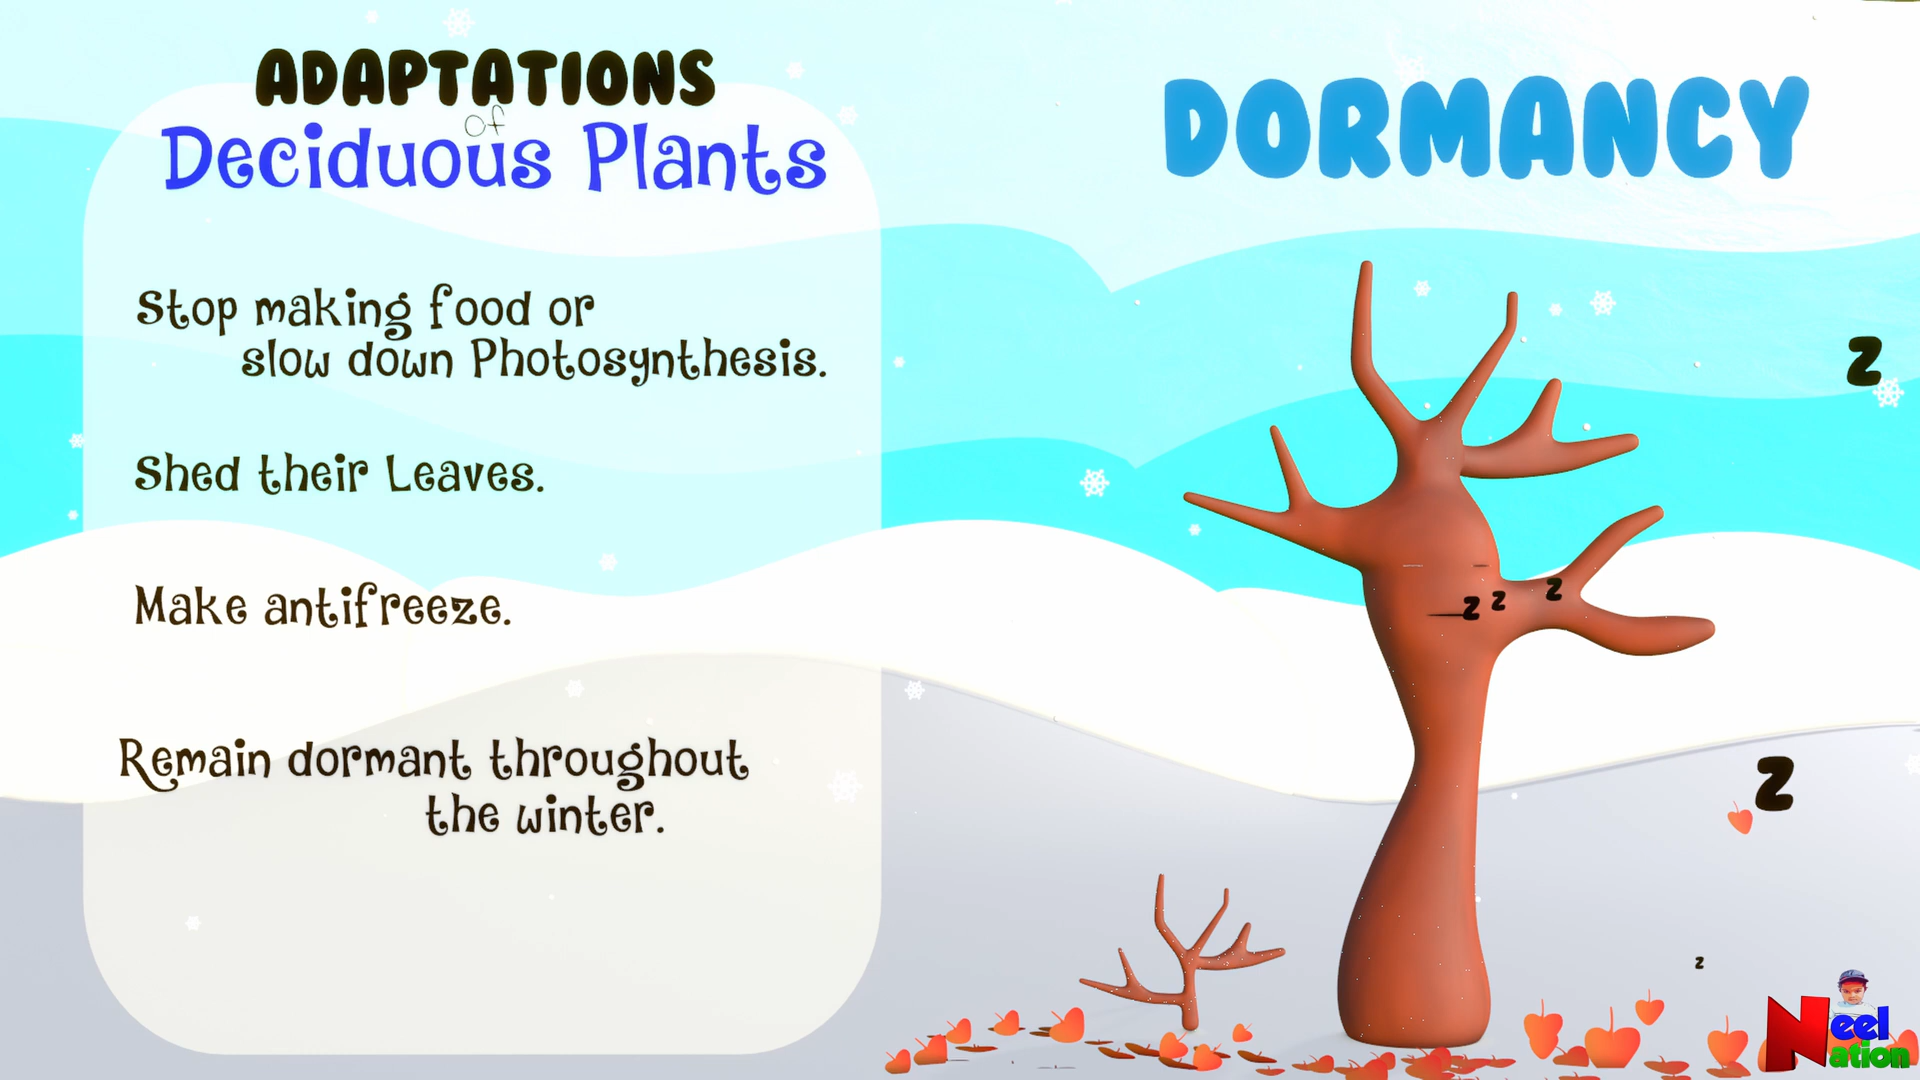 ADAPTATIONS
of
Deciduous Plants
Stop making food or
slow down Photosynthesis.
Shed their Leaves.
Make antifreeze.
Remain dormant throughout
the winter.
DORMANCY
z
z z z
z
z
Neel
Nation